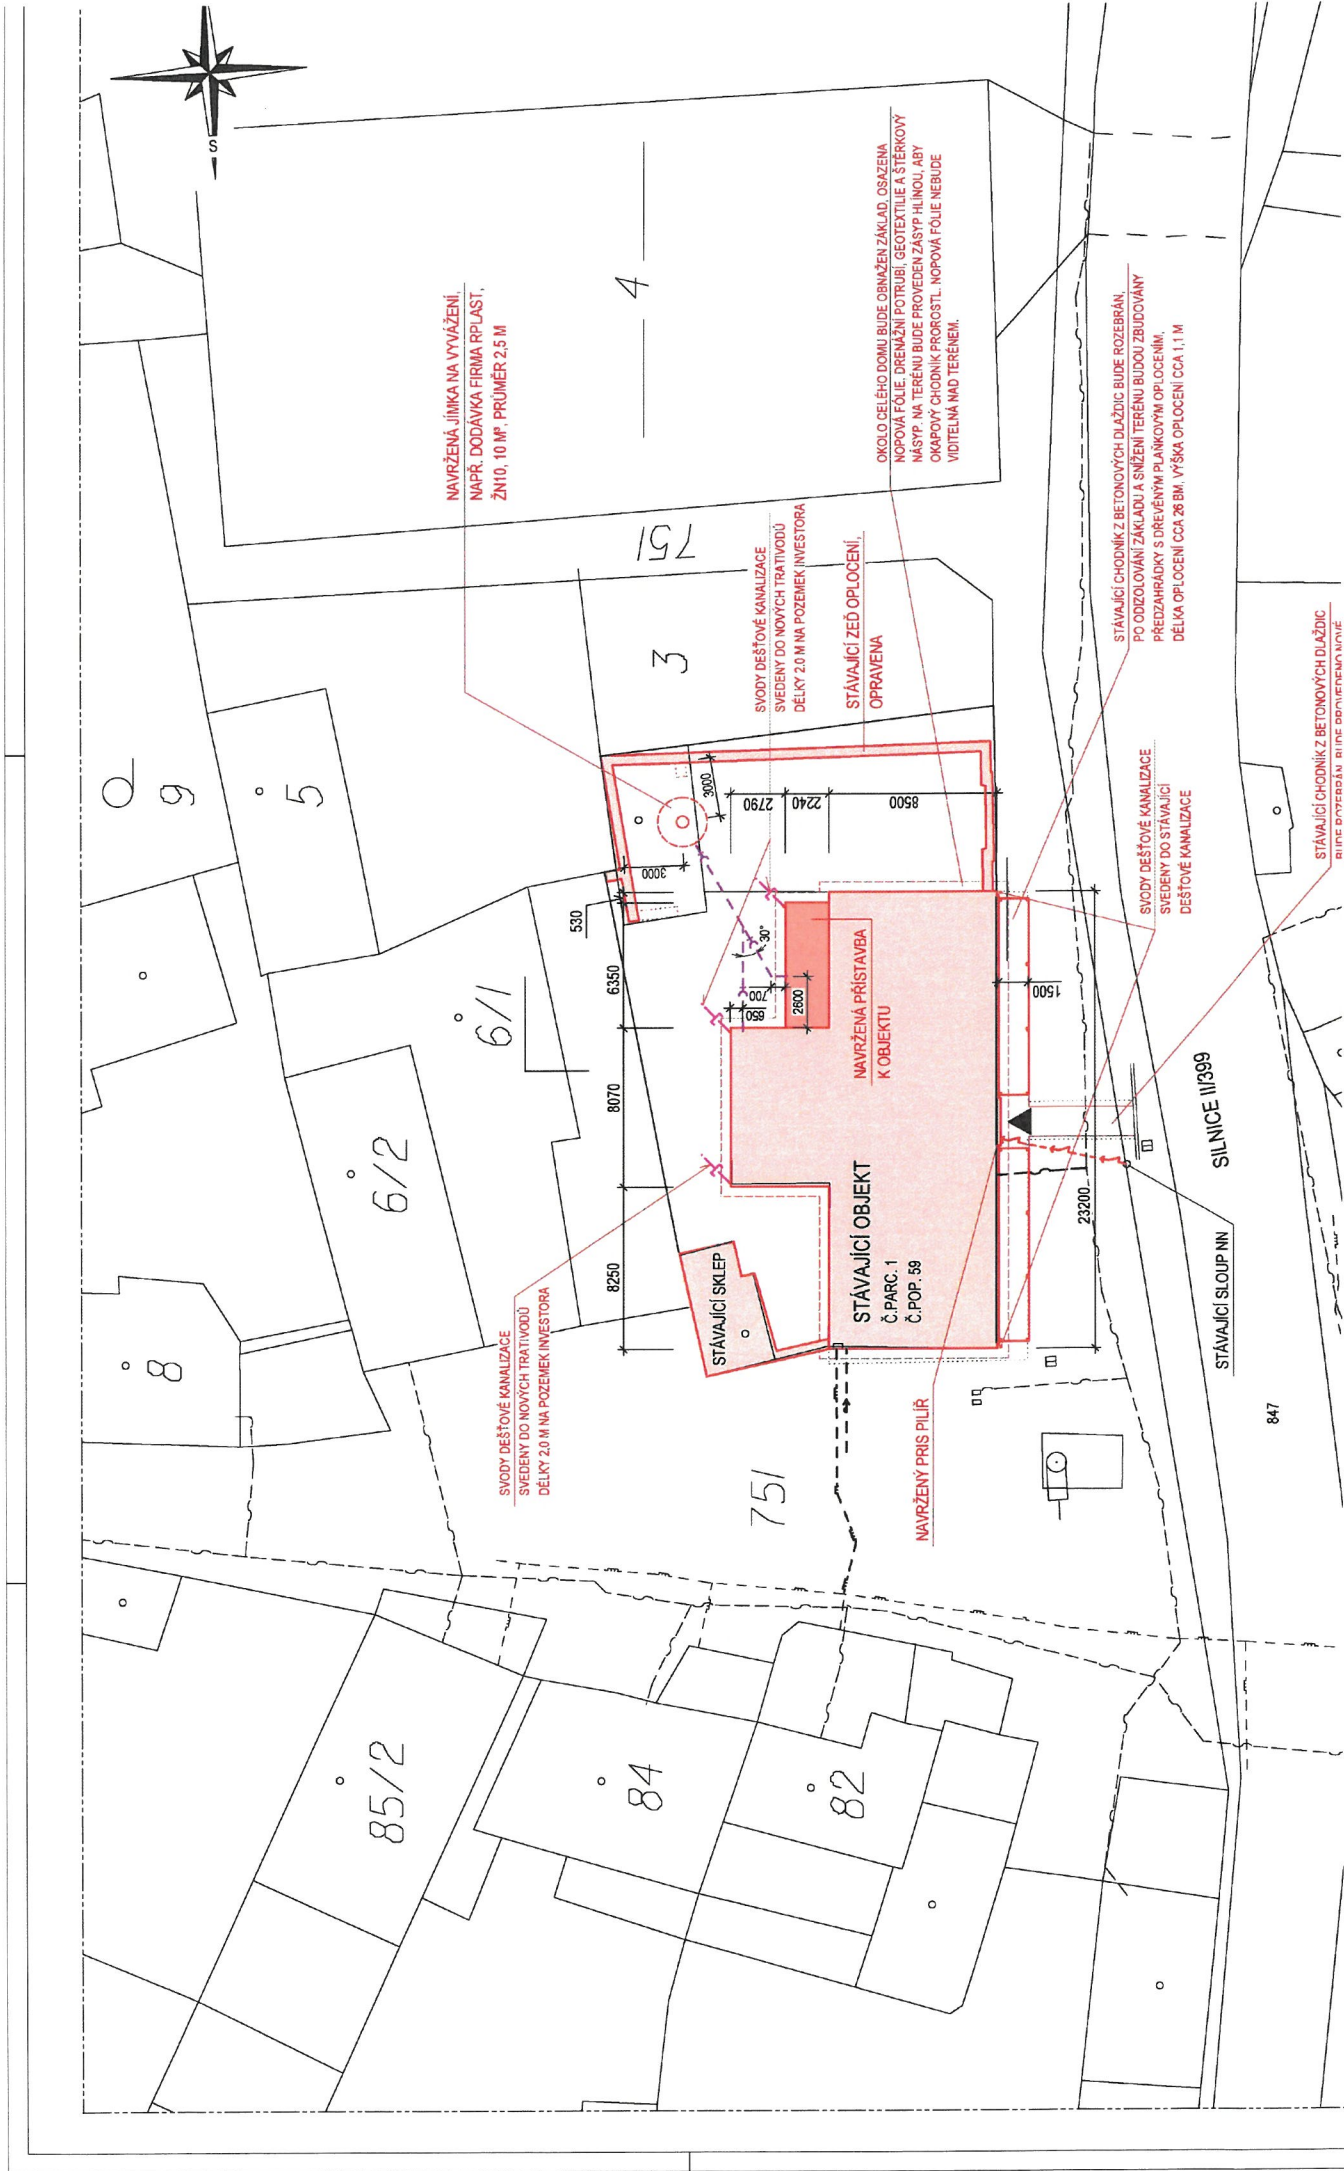 S
NAVRŽENÁ JÍMKA NA VYVÁŽENÍ,
NAPŘ. DODÁVKA FIRMA RPLAST,
ŽN10, 10 M³, PRŮMĚR 2,5 M
OKOLO CELÉHO DOMU BUDE OBNAŽEN ZÁKLAD, OSAZENA
NOPOVÁ FÓLIE, DRENÁŽNÍ POTRUBÍ, GEOTEXTILIE A ŠTĚRKOVÝ
NÁSYP. NA TERÉNU BUDE PROVEDEN ZÁSYP HLÍNOU, ABY
OKAPOVÝ CHODNÍK PROROSTL. NOPOVÁ FÓLIE NEBUDE
VIDITELNÁ NAD TERÉNEM.
SVODY DEŠŤOVÉ KANALIZACE
SVEDENY DO NOVÝCH TRATIVODŮ
DÉLKY 2,0 M NA POZEMEK INVESTORA
STÁVAJÍCÍ ZEĎ OPLOCENÍ,
OPRAVENA
STÁVAJÍCÍ CHODNÍK Z BETONOVÝCH DLAŽDIC BUDE ROZEBRÁN,
PO ODIZOLOVÁNÍ ZÁKLADU A SNÍŽENÍ TERÉNU BUDOU ZBUDOVÁNY
PŘEDZAHRÁDKY S DŘEVĚNÝM PLAŇKOVÝM OPLOCENÍM,
DÉLKA OPLOCENÍ CCA 26 BM, VÝŠKA OPLOCENÍ CCA 1,1 M
SVODY DEŠŤOVÉ KANALIZACE
SVEDENY DO STÁVAJÍCÍ
DEŠŤOVÉ KANALIZACE
STÁVAJÍCÍ CHODNÍK Z BETONOVÝCH DLAŽDIC
BUDE ROZEBRÁN, BUDE PROVEDENO NOVÉ
SVODY DEŠŤOVÉ KANALIZACE
SVEDENY DO NOVÝCH TRATIVODŮ
DÉLKY 2,0 M NA POZEMEK INVESTORA
NAVRŽENÁ PŘÍSTAVBA
K OBJEKTU
STÁVAJÍCÍ OBJEKT
Č.PARC. 1
Č.POP. 59
STÁVAJÍCÍ SKLEP
NAVRŽENÝ PRIS PILÍŘ
STÁVAJÍCÍ SLOUP NN
SILNICE II/399
847
8250
8070
6350
530
3000
3000
2790
2240
8500
30°
700
650
2600
1500
23200
9
5
4
3
751
6/1
6/2
8
751
85/2
84
82